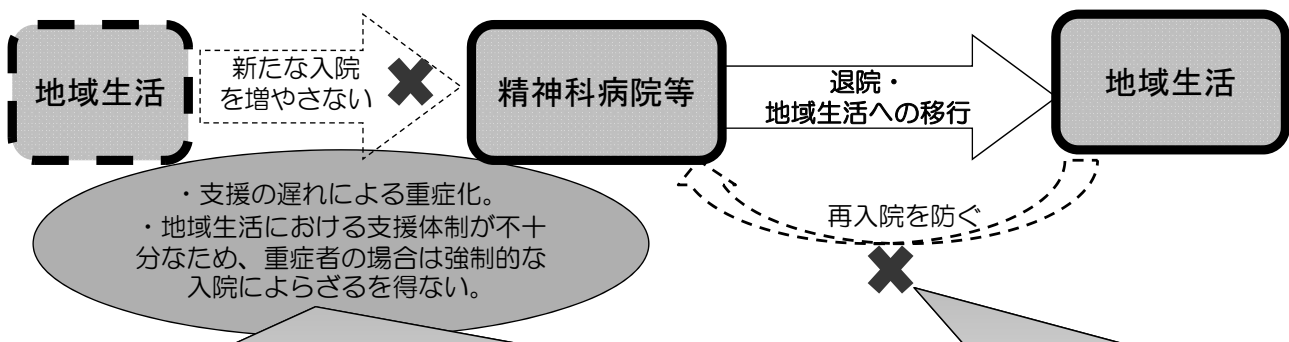 地域生活
新たな入院
を増やさない
精神科病院等
退院・
地域生活への移行
地域生活
・支援の遅れによる重症化。
・地域生活における支援体制が不十
分なため、重症者の場合は強制的な
入院によらざるを得ない。
再入院を防ぐ